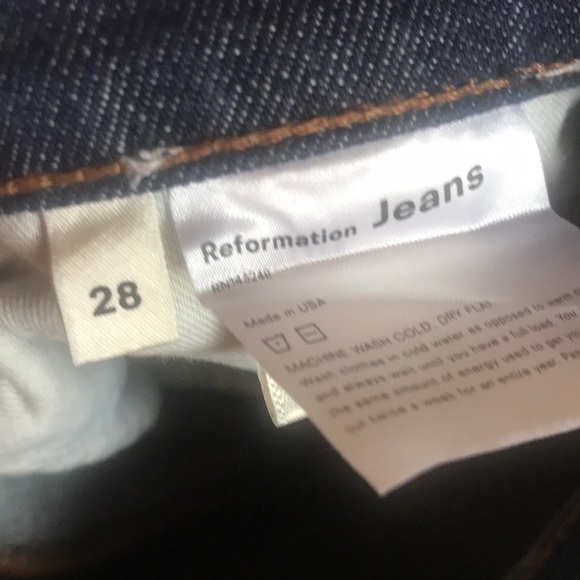 28
Reformation Jeans
RN145248
Made in USA
MACHINE WASH COLD, DRY FLAT
Wash clothes in cold water as opposed to warm
and always wait until you have a full load. You
the same amount of energy used to get
out twice a week for an entire year